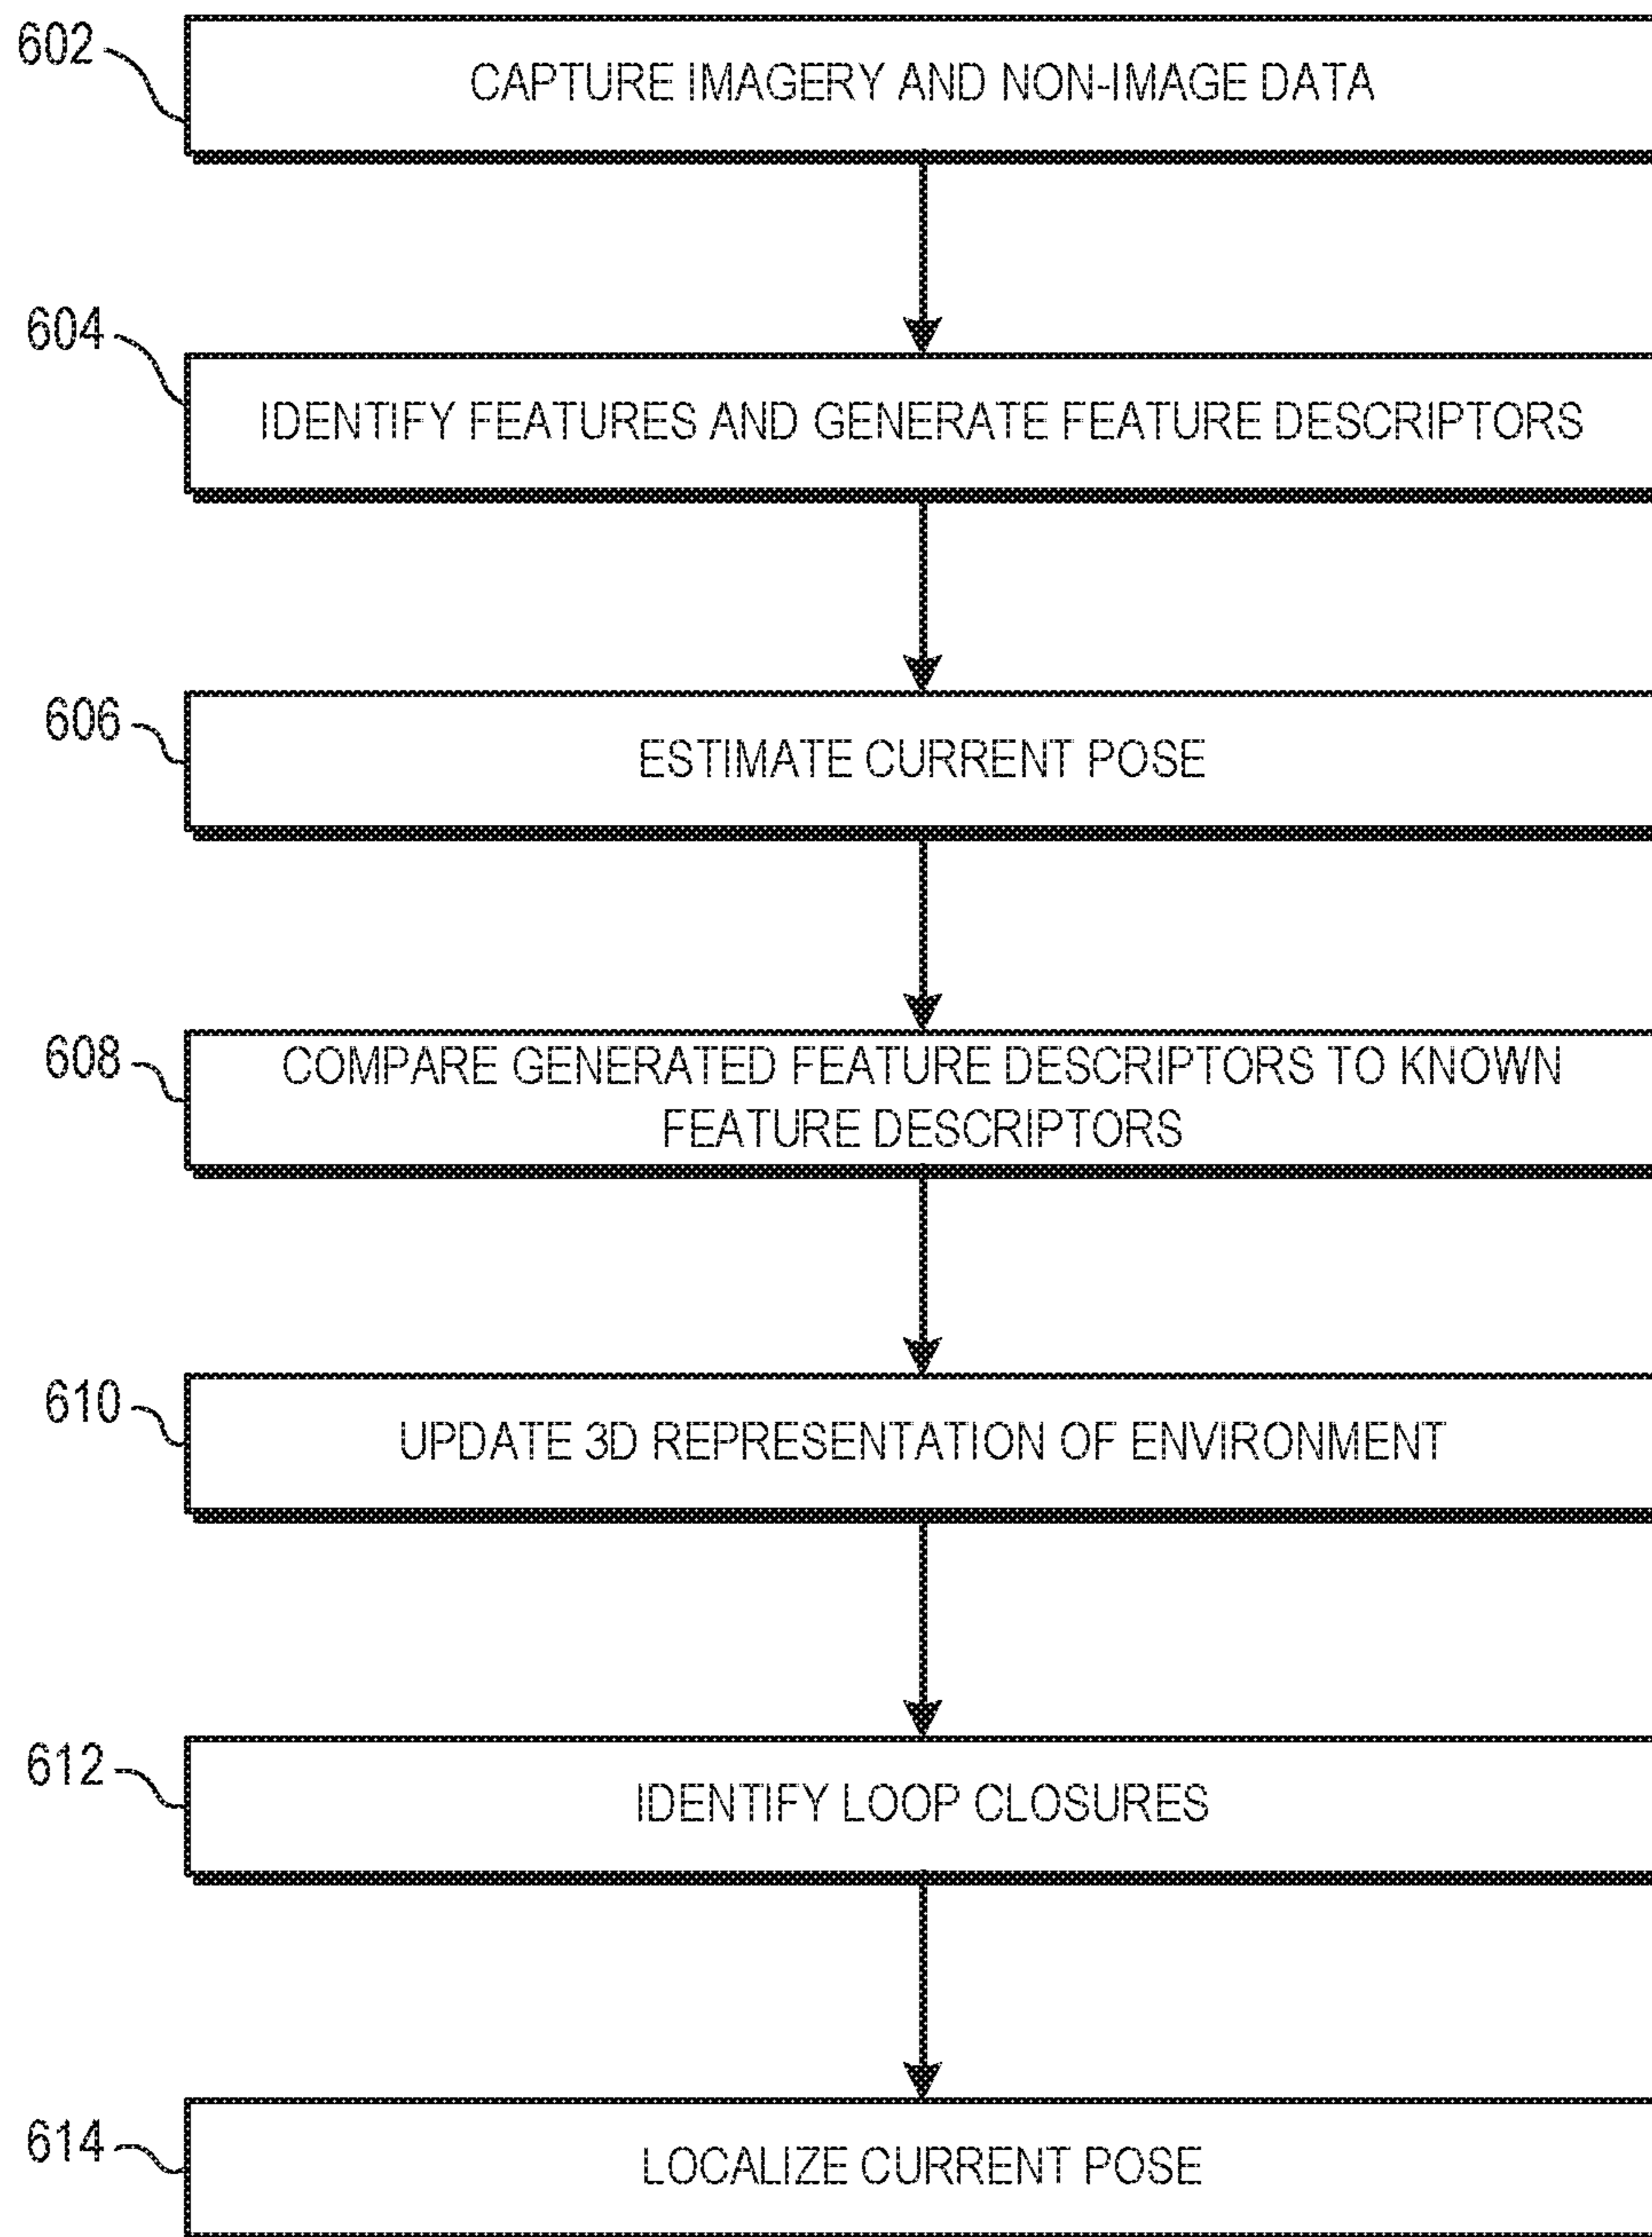 602
CAPTURE IMAGERY AND NON-IMAGE DATA
604
IDENTIFY FEATURES AND GENERATE FEATURE DESCRIPTORS
606
ESTIMATE CURRENT POSE
608
COMPARE GENERATED FEATURE DESCRIPTORS TO KNOWN
FEATURE DESCRIPTORS
610
UPDATE 3D REPRESENTATION OF ENVIRONMENT
612
IDENTIFY LOOP CLOSURES
614
LOCALIZE CURRENT POSE